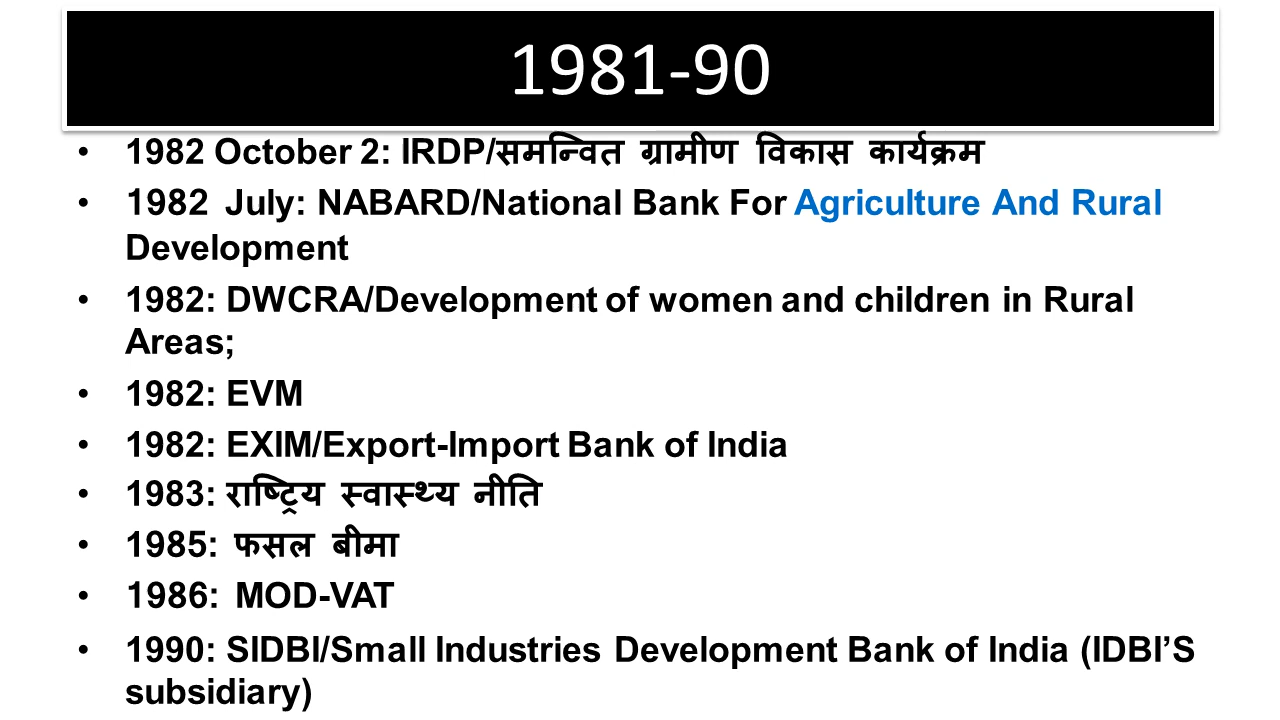 1981-90
• 1982 October 2: IRDP/समन्वित ग्रामीण विकास कार्यक्रम
• 1982 July: NABARD/National Bank For Agriculture And Rural
Development
• 1982: DWCRA/Development of women and children in Rural
Areas;
• 1982: EVM
• 1982: EXIM/Export-Import Bank of India
• 1983: राष्ट्रिय स्वास्थ्य नीति
• 1985: फसल बीमा
• 1986: MOD-VAT
• 1990: SIDBI/Small Industries Development Bank of India (IDBI’S
subsidiary)